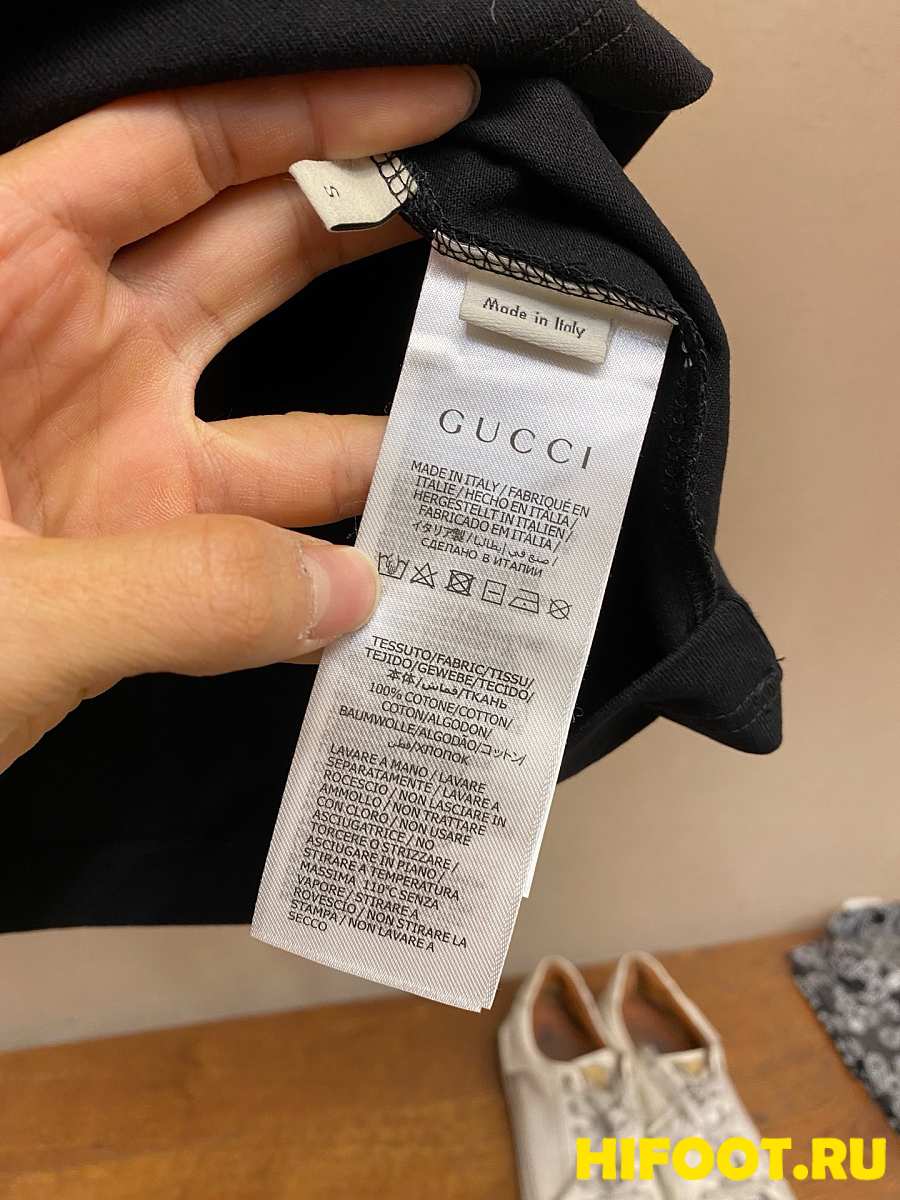 S
Made in Italy
GUCCI
MADE IN ITALY / FABRIQUÉ EN
ITALIE / HECHO EN ITALIA /
HERGESTELLT IN ITALIEN /
FABRICADO EM ITÁLIA /
イタリア製 / صنع في إيطاليا /
СДЕЛАНО В ИТАЛИИ
TESSUTO/FABRIC/TISSU/
TEJIDO/GEWEBE/TECIDO/
本体/قماش/ТКАНЬ
100% COTONE/COTTON/
COTON/ALGODON/
BAUMWOLLE/ALGODÃO/コットン/
قطن/ХЛОПОК
LAVARE A MANO / LAVARE
SEPARATAMENTE / LAVARE A
ROCESCIO / NON LASCIARE IN
AMMOLLO / NON TRATTARE
CON CLORO / NON USARE
ASCIUGATRICE / NO
TORCERE O STRIZZARE /
ASCIUGARE IN PIANO /
STIRARE A TEMPERATURA
MASSIMA 110°C SENZA
VAPORE / STIRARE A
ROVESCIO / NON STIRARE LA
STAMPA / NON LAVARE A
SECCO
HIFOOT.RU